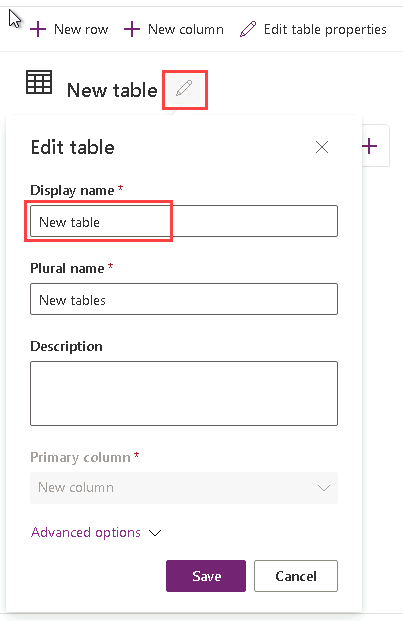 New row New column Edit table properties
New table
Edit table
Display name *
New table
Plural name *
New tables
Description
Primary column *
New column
Advanced options
Save Cancel